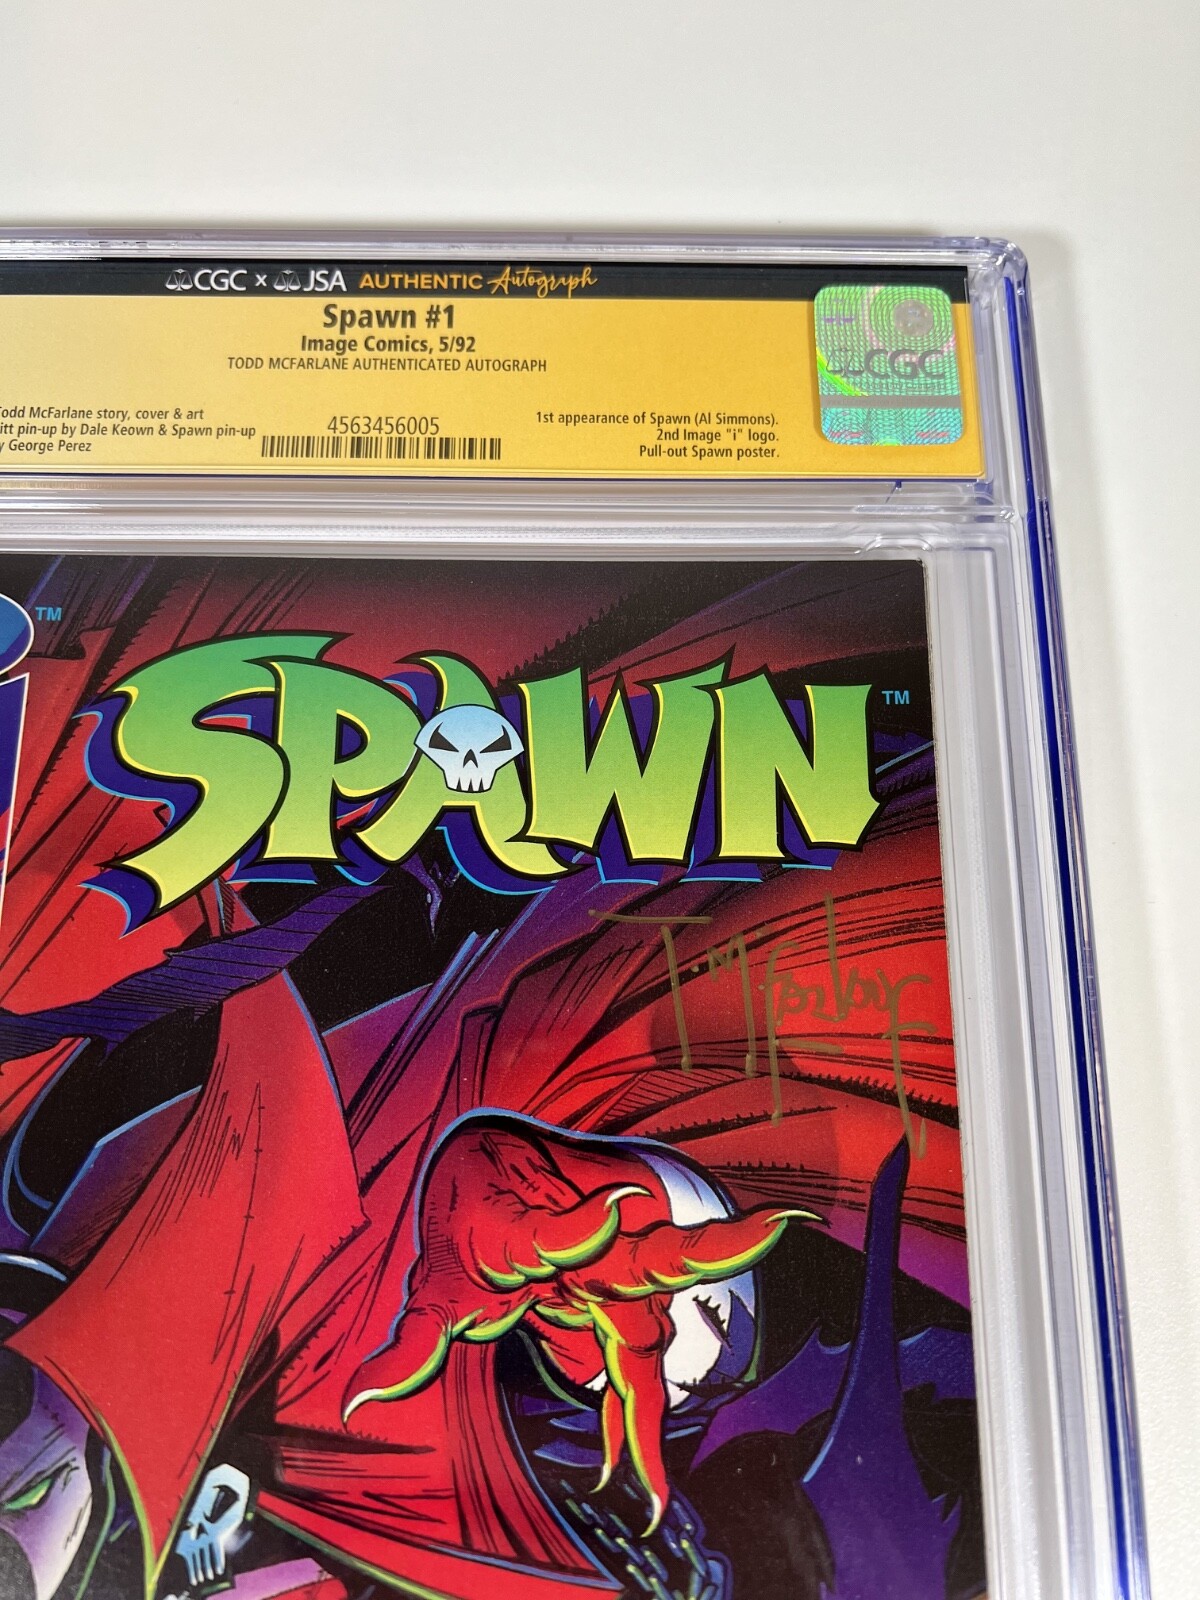 CGC x JSA AUTHENTIC Autograph
Spawn #1
Image Comics, 5/92
TODD MCFARLANE AUTHENTICATED AUTOGRAPH
Todd McFarlane story, cover & art
itt pin-up by Dale Keown & Spawn pin-up
y George Perez
4563456005
1st appearance of Spawn (Al Simmons).
2nd Image "i" logo.
Pull-out Spawn poster.
CGC
TM
SPAWN TM
T. McFarlane